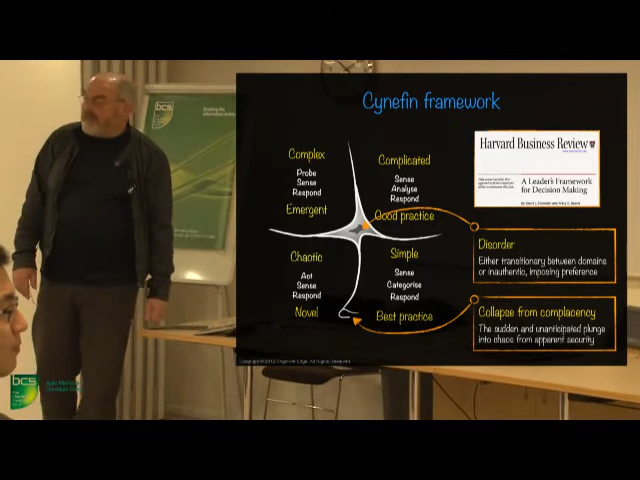 bcs
Cynefin framework
Complex
Probe
Sense
Respond
Emergent
Complicated
Sense
Analyse
Respond
Good practice
Chaotic
Act
Sense
Respond
Novel
Simple
Sense
Categorise
Respond
Best practice
Harvard Business Review
A Leader's Framework
for Decision Making
Disorder
Either transitionary between domains
or inauthentic, imposing preference
Collapse from complacency
The sudden and unanticipated plunge
into chaos from apparent security
bcs